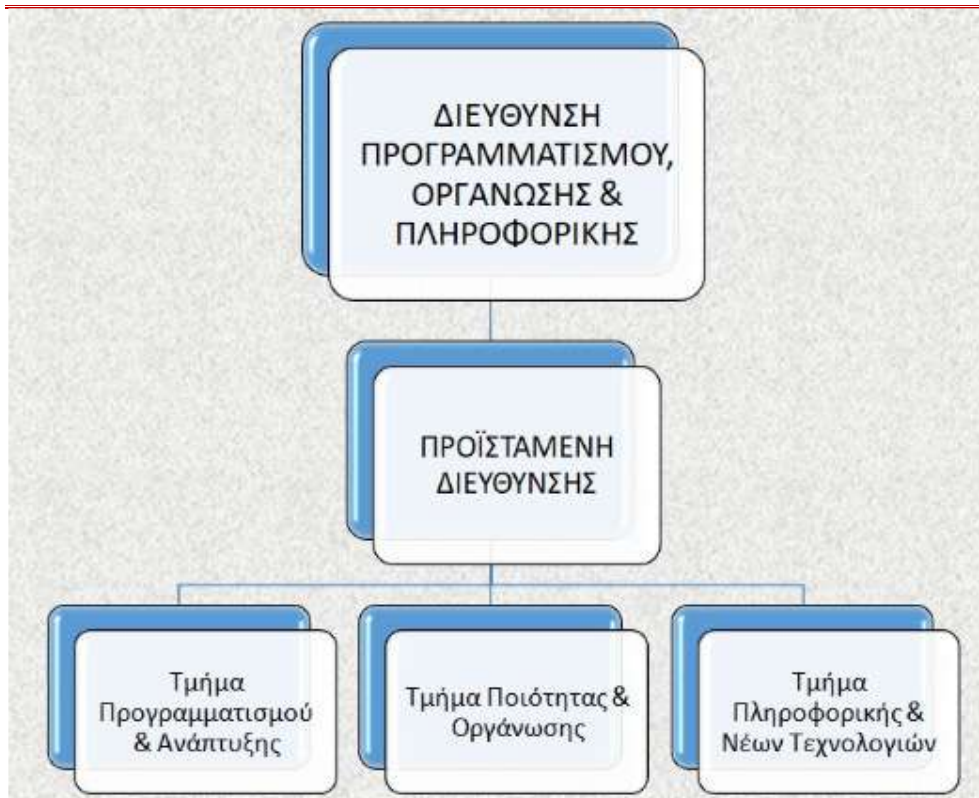 ΔΙΕΥΘΥΝΣΗ
ΠΡΟΓΡΑΜΜΑΤΙΣΜΟΥ,
ΟΡΓΑΝΩΣΗΣ &
ΠΛΗΡΟΦΟΡΙΚΗΣ
ΠΡΟΪΣΤΑΜΕΝΗ
ΔΙΕΥΘΥΝΣΗΣ
Τμήμα
Προγραμματισμού
& Ανάπτυξης
Τμήμα Ποιότητας &
Οργάνωσης
Τμήμα
Πληροφορικής &
Νέων Τεχνολογιών